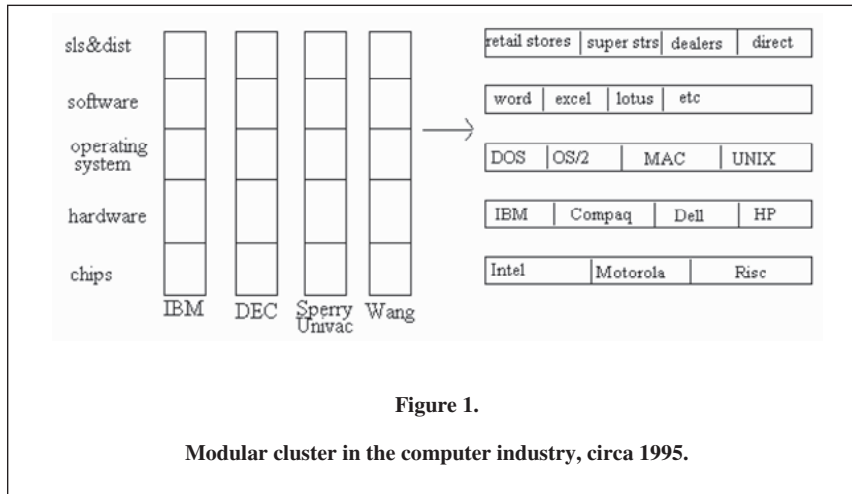 sls&dist
retail stores super strs dealers direct
software
word excel lotus etc
operating
system
DOS OS/2 MAC UNIX
hardware
IBM Compaq Dell HP
chips
Intel Motorola Risc
IBM DEC Sperry Wang
Univac
Figure 1.
Modular cluster in the computer industry, circa 1995.